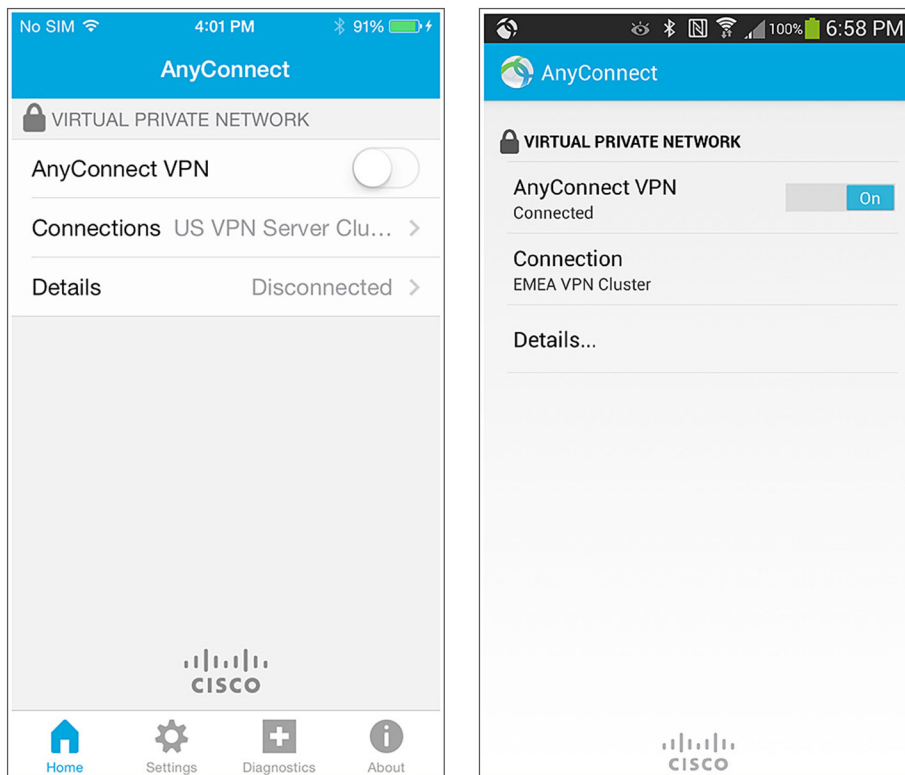 No SIM 4:01 PM 91%
AnyConnect
VIRTUAL PRIVATE NETWORK
AnyConnect VPN
Connections US VPN Server Clu... >
Details Disconnected >
CISCO
Home Settings Diagnostics About
100% 6:58 PM
AnyConnect
VIRTUAL PRIVATE NETWORK
AnyConnect VPN
Connected
On
Connection
EMEA VPN Cluster
Details...
CISCO